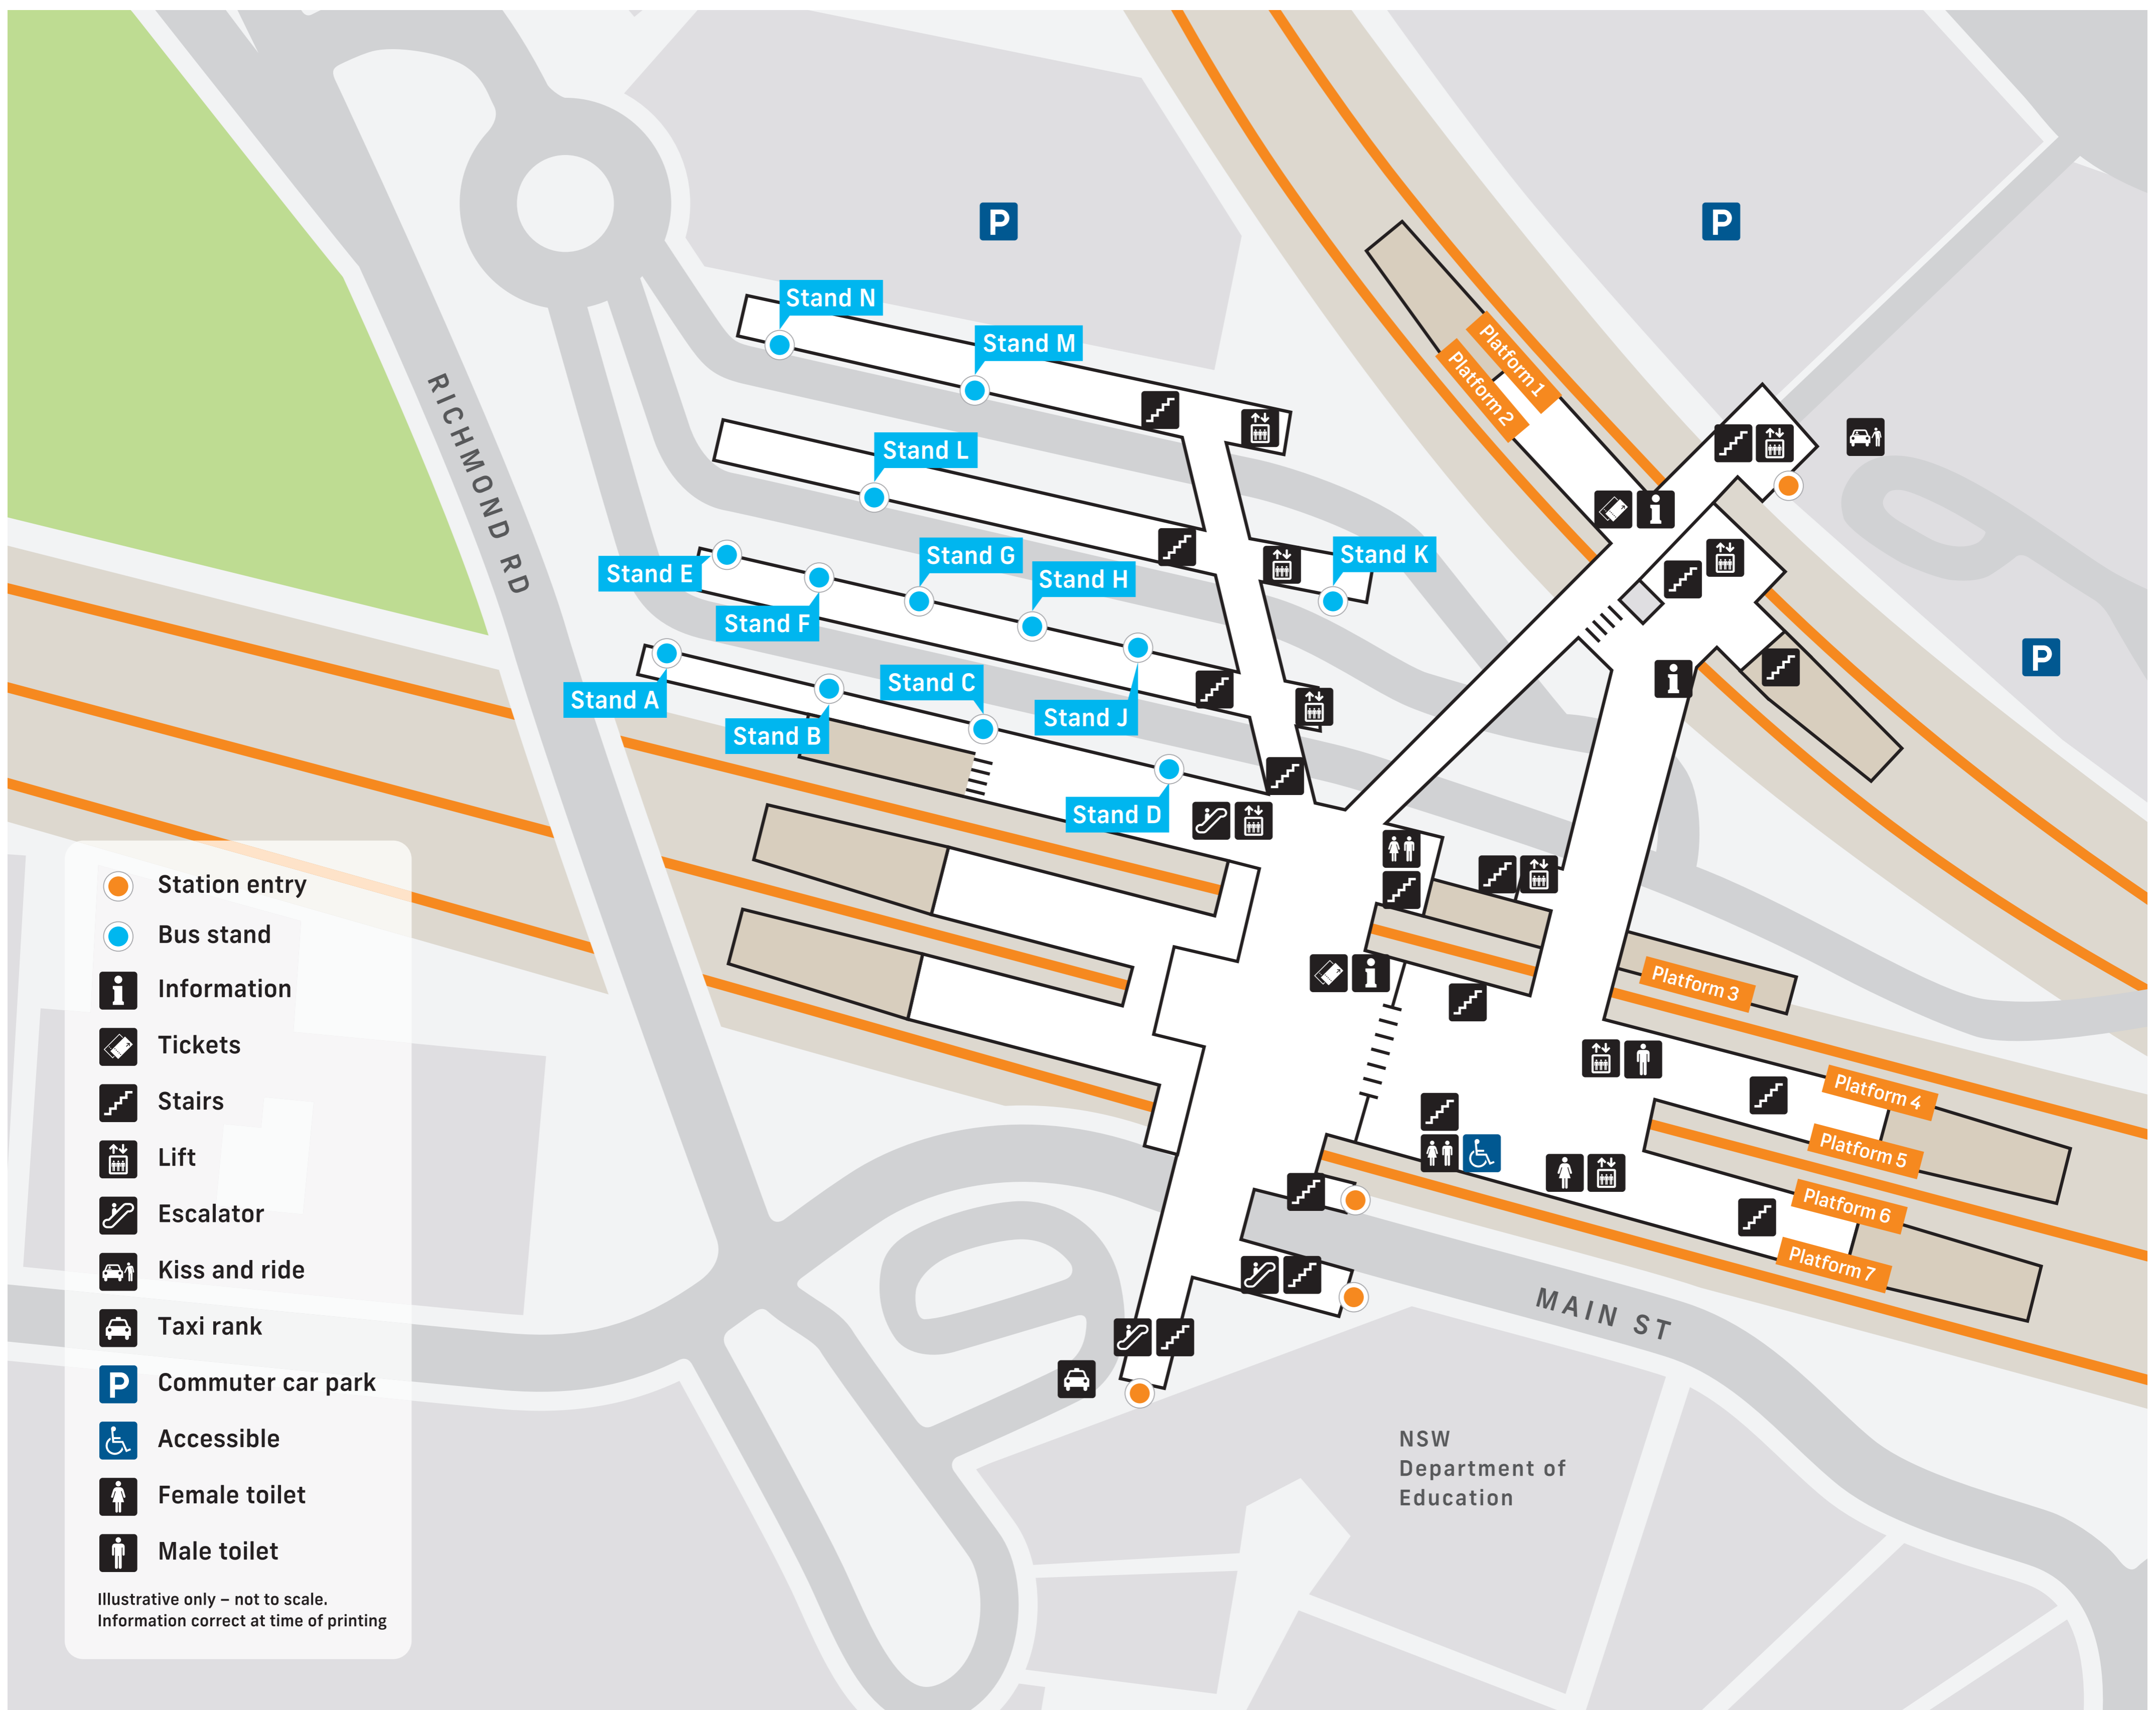 P
P
Stand N
Stand M
Platform 1
Platform 2
RICHMOND RD
Stand L
Stand G
Stand K
Stand E
Stand H
Stand F
P
Stand C
Stand A
Stand J
Stand B
Stand D
Platform 3
Platform 4
Platform 5
Platform 6
Platform 7
MAIN ST
NSW
Department of
Education
Station entry
Bus stand
Information
Tickets
Stairs
Lift
Escalator
Kiss and ride
Taxi rank
P Commuter car park
Accessible
Female toilet
Male toilet
Illustrative only – not to scale.
Information correct at time of printing